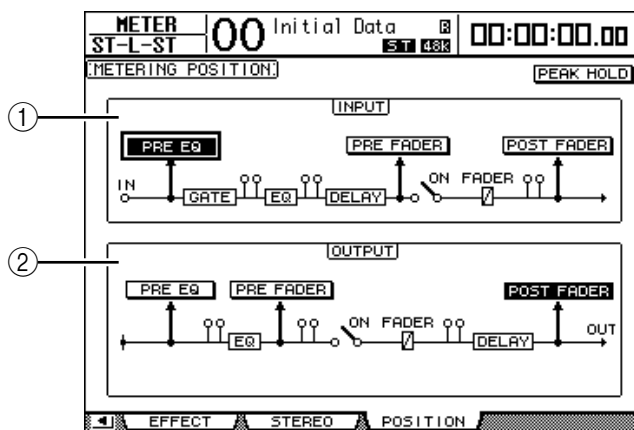 METER
ST-L-ST
00
Initial Data
ST 48k
00:00:00.00
METERING POSITION
PEAK HOLD
1
INPUT
PRE EQ
PRE FADER
POST FADER
IN
GATE
EQ
DELAY
ON
FADER
2
OUTPUT
PRE EQ
PRE FADER
POST FADER
EQ
ON
FADER
DELAY
OUT
EFFECT
STEREO
POSITION